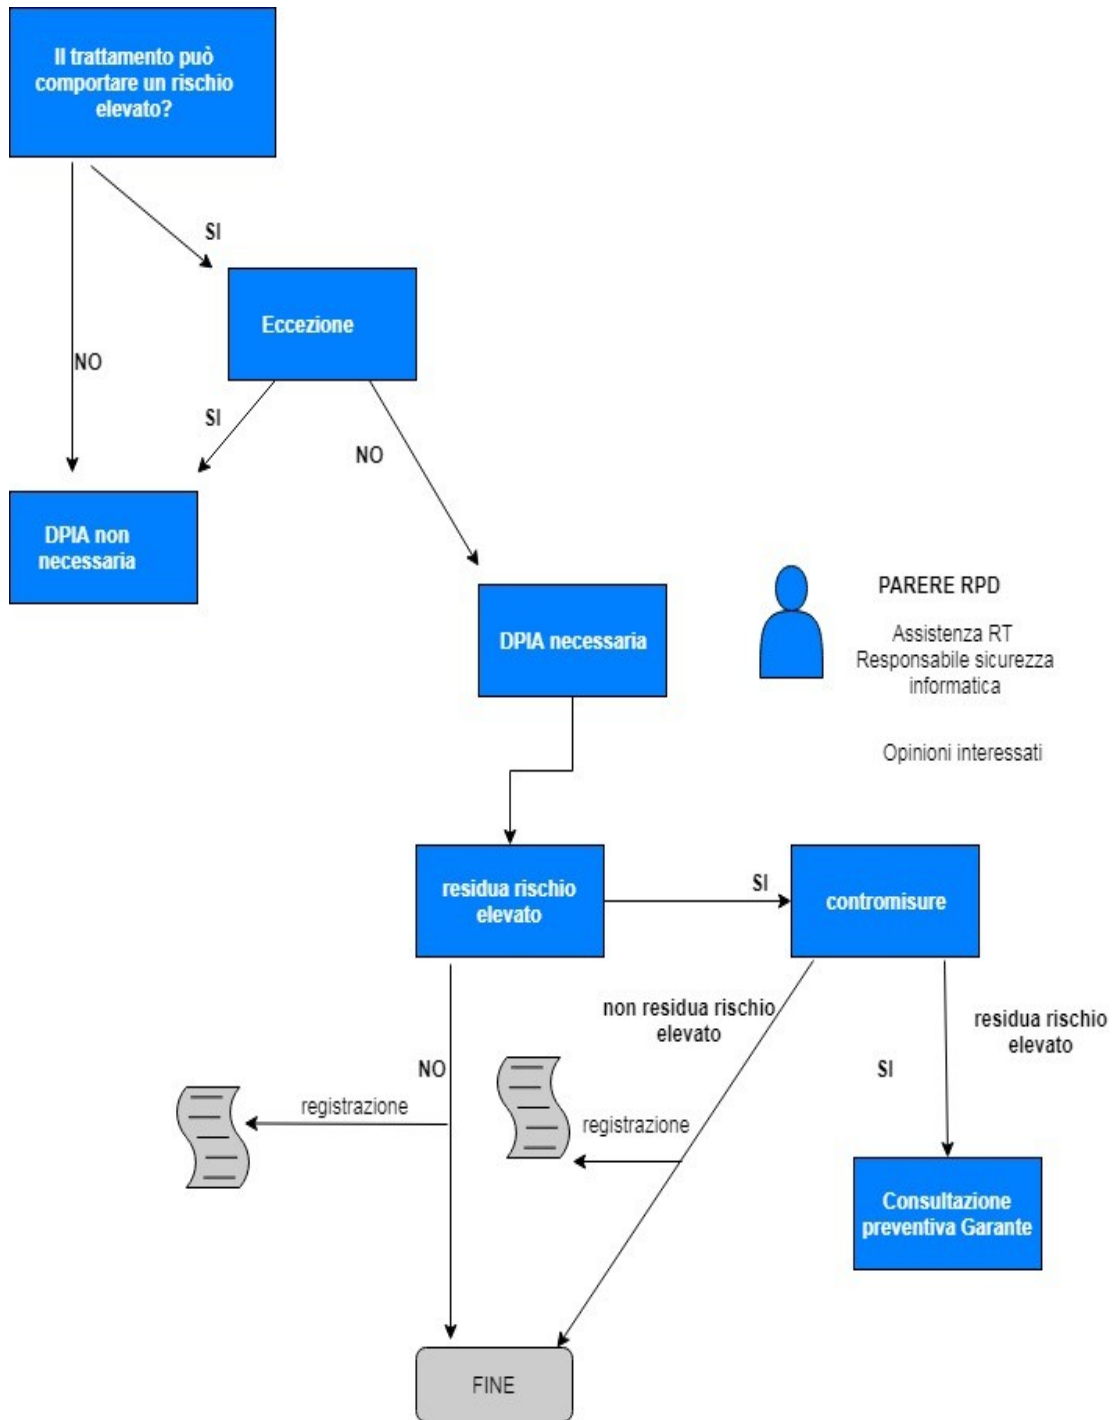 Il trattamento può
comportare un rischio
elevato?
SI
NO
Eccezione
SI
NO
DPIA non
necessaria
DPIA necessaria
PARERE RPD
Assistenza RT
Responsabile sicurezza
informatica
Opinioni interessati
residua rischio
elevato
SI
contromisure
non residua rischio
elevato
residua rischio
elevato
NO
SI
registrazione
registrazione
Consultazione
preventiva Garante
FINE